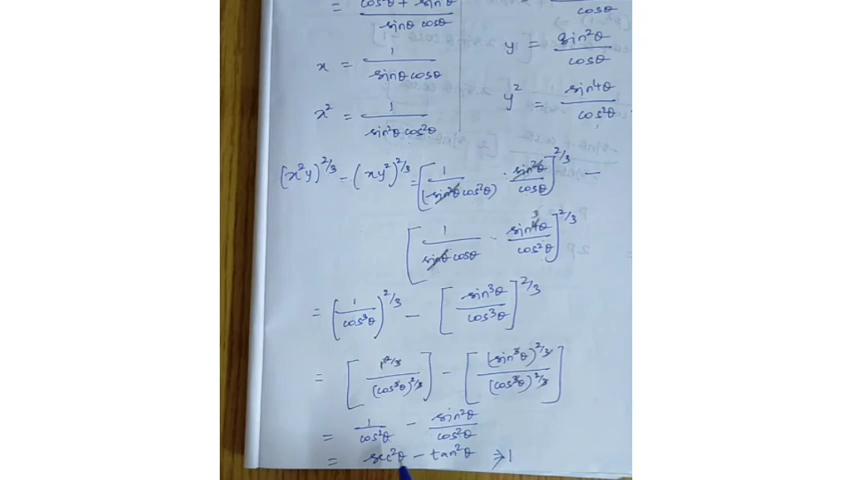 = cos²θ + sin²θ / sinθ cosθ
x = 1 / sinθ cosθ
x² = 1 / sin²θ cos²θ
cosθ
y = sin²θ / cosθ
y² = sin⁴θ / cos²θ
(x²y)^2/3 - (xy²)^2/3 = [1 / (sin²θ cos²θ) · sin²θ / cosθ]^2/3 -
[1 / sinθ cosθ · sin⁴θ / cos²θ]^2/3
= (1 / cos³θ)^2/3 - [sin³θ / cos³θ]^2/3
= [1^2/3 / (cos³θ)^2/3] - [(sin³θ)^2/3 / (cos³θ)^2/3]
= 1 / cos²θ - sin²θ / cos²θ
= sec²θ - tan²θ ⇒ 1